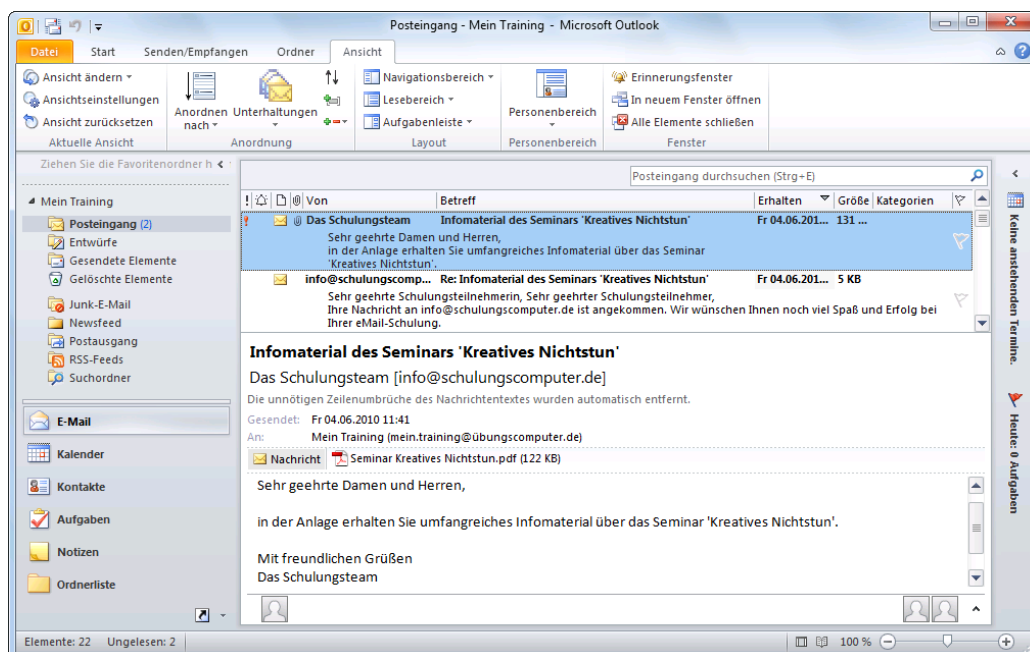 Posteingang - Mein Training - Microsoft Outlook
Datei Start Senden/Empfangen Ordner Ansicht
Ansicht ändern
Ansichtseinstellungen
Ansicht zurücksetzen
Aktuelle Ansicht
Anordnen nach
Unterhaltungen
Anordnung
Navigationsbereich
Lesebereich
Aufgabenleiste
Layout
Personenbereich
Personenbereich
Erinnerungsfenster
In neuem Fenster öffnen
Alle Elemente schließen
Fenster
Ziehen Sie die Favoritenordner h
Mein Training
Posteingang (2)
Entwürfe
Gesendete Elemente
Gelöschte Elemente
Junk-E-Mail
Newsfeed
Postausgang
RSS-Feeds
Suchordner
E-Mail
Kalender
Kontakte
Aufgaben
Notizen
Ordnerliste
Posteingang durchsuchen (Strg+E)
Von Betreff Erhalten Größe Kategorien
Das Schulungsteam Infomaterial des Seminars 'Kreatives Nichtstun' Fr 04.06.201... 131 ...
Sehr geehrte Damen und Herren,
in der Anlage erhalten Sie umfangreiches Infomaterial über das Seminar
'Kreatives Nichtstun'.
info@schulungscomp... Re: Infomaterial des Seminars 'Kreatives Nichtstun' Fr 04.06.201... 5 KB
Sehr geehrte Schulungsteilnehmerin, Sehr geehrter Schulungsteilnehmer,
Ihre Nachricht an info@schulungscomputer.de ist angekommen. Wir wünschen Ihnen noch viel Spaß und Erfolg bei
Ihrer eMail-Schulung.
Infomaterial des Seminars 'Kreatives Nichtstun'
Das Schulungsteam [info@schulungscomputer.de]
Die unnötigen Zeilenumbrüche des Nachrichtentextes wurden automatisch entfernt.
Gesendet: Fr 04.06.2010 11:41
An: Mein Training (mein.training@übungscomputer.de)
Nachricht Seminar Kreatives Nichtstun.pdf (122 KB)
Sehr geehrte Damen und Herren,
in der Anlage erhalten Sie umfangreiches Infomaterial über das Seminar 'Kreatives Nichtstun'.
Mit freundlichen Grüßen
Das Schulungsteam
Keine anstehenden Termine.
Heute: 0 Aufgaben
Elemente: 22 Ungelesen: 2
100 %